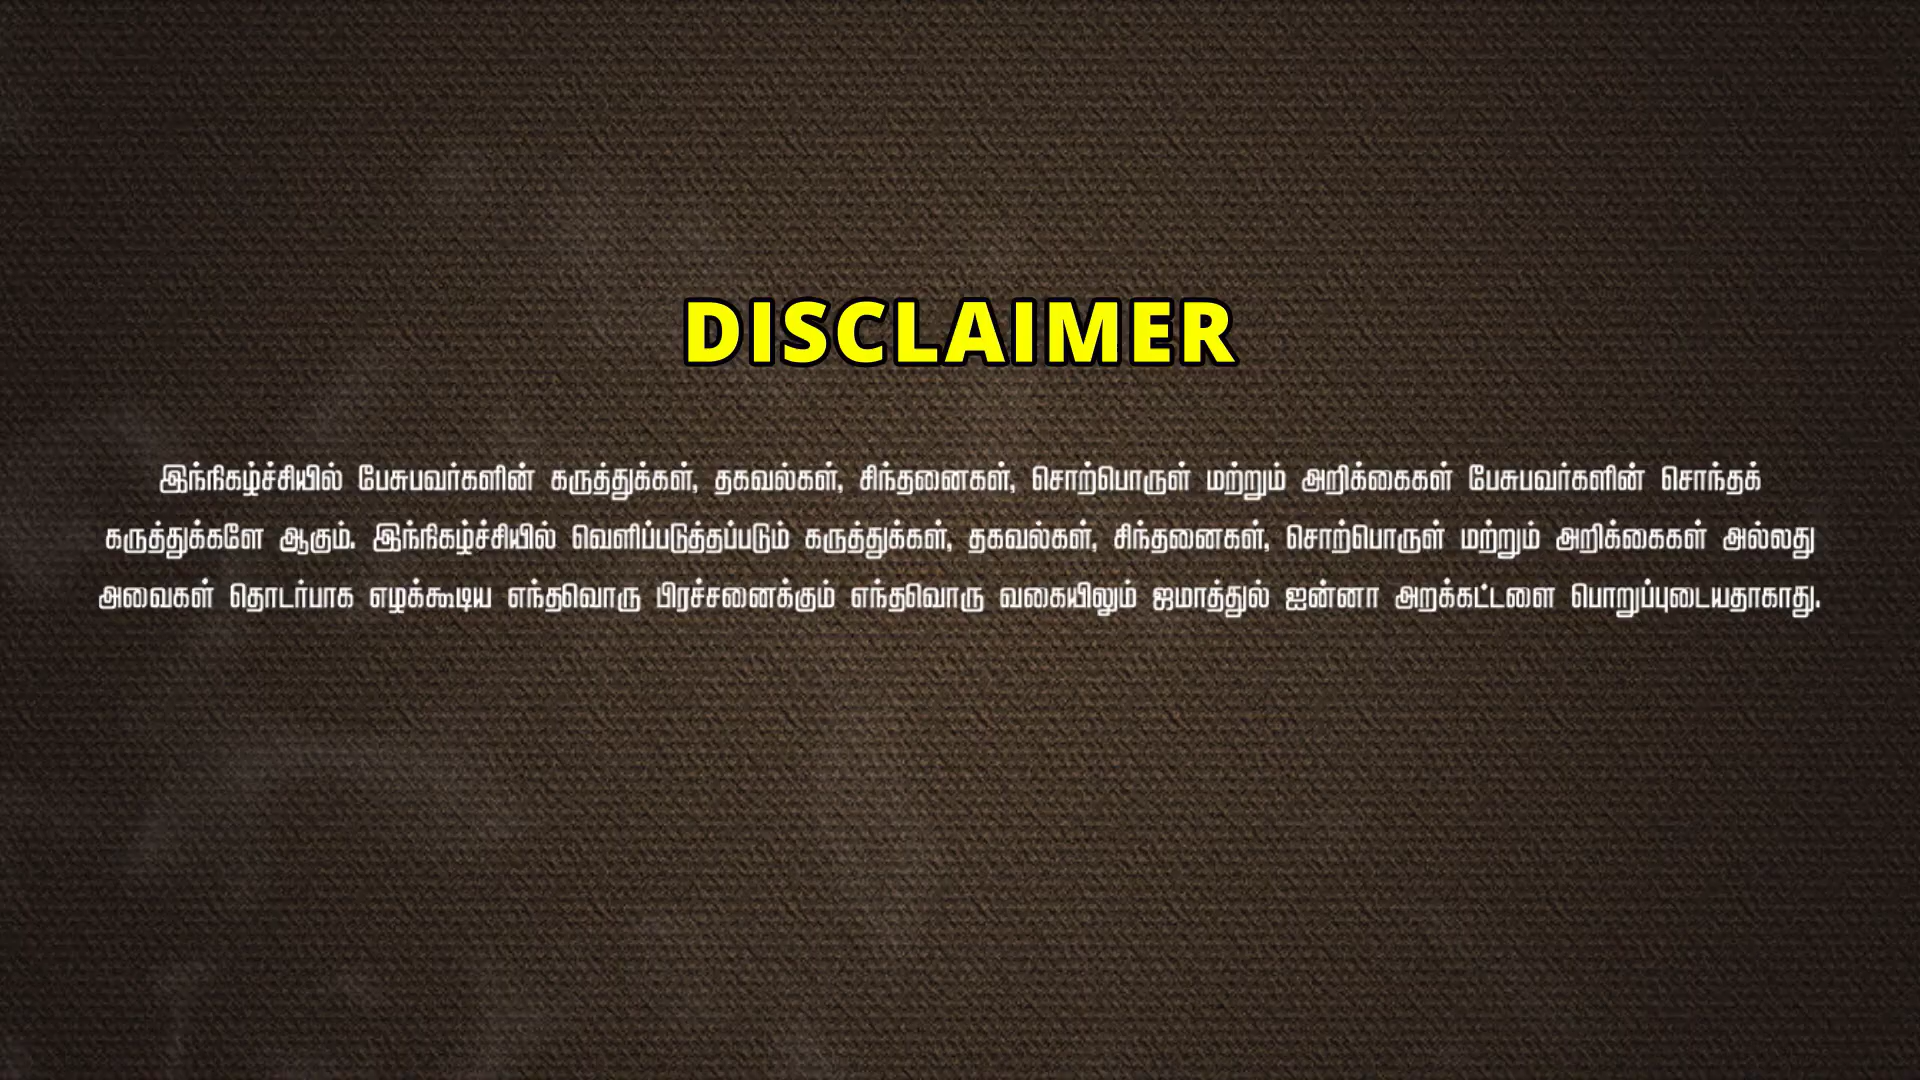 DISCLAIMER
இந்நிகழ்ச்சியில் பேசுபவர்களின் கருத்துக்கள், தகவல்கள், சிந்தனைகள், சொற்பொருள் மற்றும் அறிக்கைகள் பேசுபவர்களின் சொந்தக்
கருத்துக்களே ஆகும். இந்நிகழ்ச்சியில் வெளிப்படுத்தப்படும் கருத்துக்கள், தகவல்கள், சிந்தனைகள், சொற்பொருள் மற்றும் அறிக்கைகள் அல்லது
அவைகள் தொடர்பாக எழக்கூடிய எந்தவொரு பிரச்சனைக்கும் எந்தவொரு வகையிலும் ஜமாத்துல் ஐன்னா அறக்கட்டளை பொறுப்புடையதாகாது.